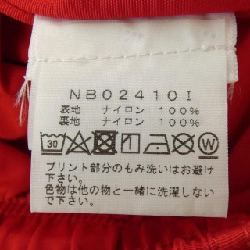 NB02410I
表地 ナイロン 100%
裏地 ナイロン 100%
30 W
プリント部分のもみ洗いはお避け
下さい。
色物は他の物と一緒に洗濯しない
で下さい。